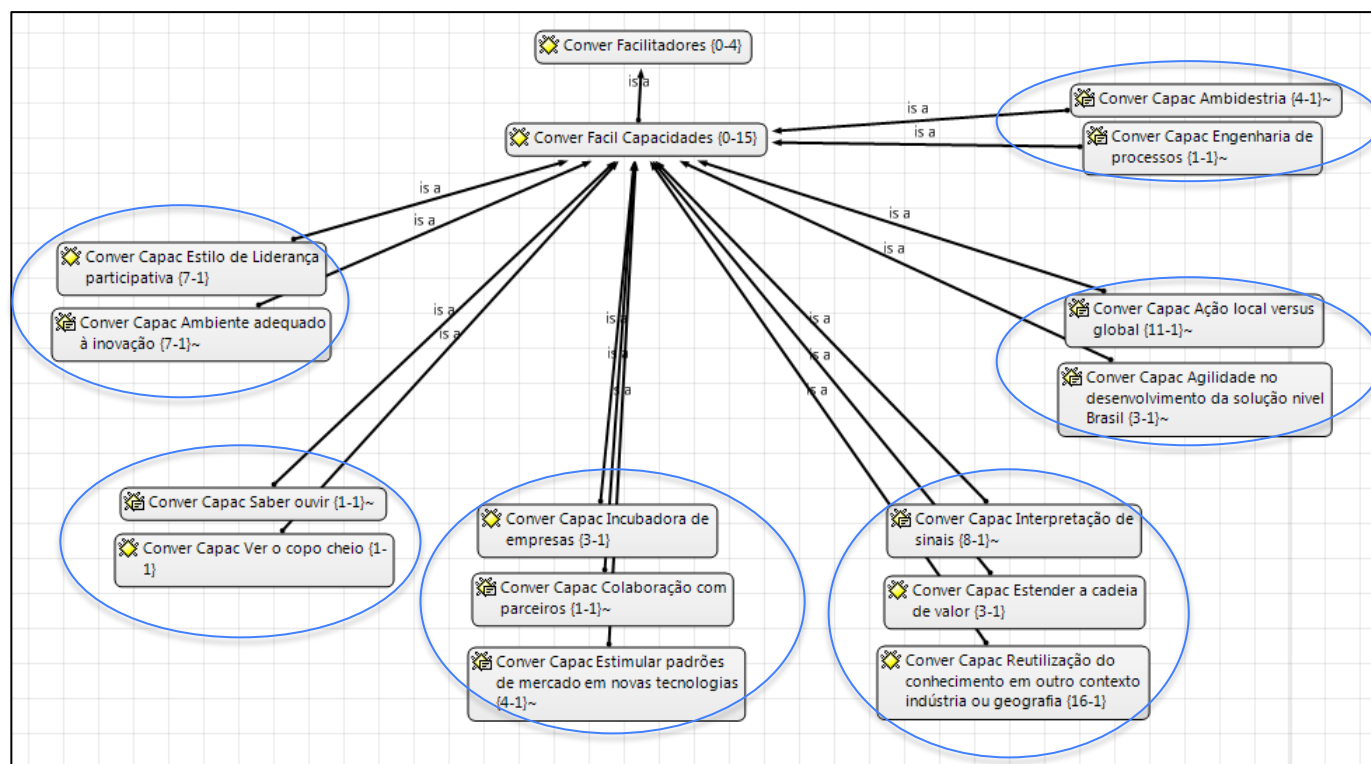 Conver Facilitadores {0-4}
is a
Conver Facil Capacidades {0-15}
is a
Conver Capac Ambidestria {4-1}~
is a
Conver Capac Engenharia de
processos {1-1}~
is a
Conver Capac Estilo de Liderança
participativa {7-1}
is a
Conver Capac Ambiente adequado
à inovação {7-1}~
is a
Conver Capac Ação local versus
global {11-1}~
is a
Conver Capac Agilidade no
desenvolvimento da solução nivel
Brasil {3-1}~
is a
Conver Capac Saber ouvir {1-1}~
is a
Conver Capac Ver o copo cheio {1-
1}
is a
Conver Capac Incubadora de
empresas {3-1}
is a
Conver Capac Colaboração com
parceiros {1-1}~
is a
Conver Capac Estimular padrões
de mercado em novas tecnologias
{4-1}~
is a
Conver Capac Interpretação de
sinais {8-1}~
is a
Conver Capac Estender a cadeia
de valor {3-1}
is a
Conver Capac Reutilização do
conhecimento em outro contexto
indústria ou geografia {16-1}